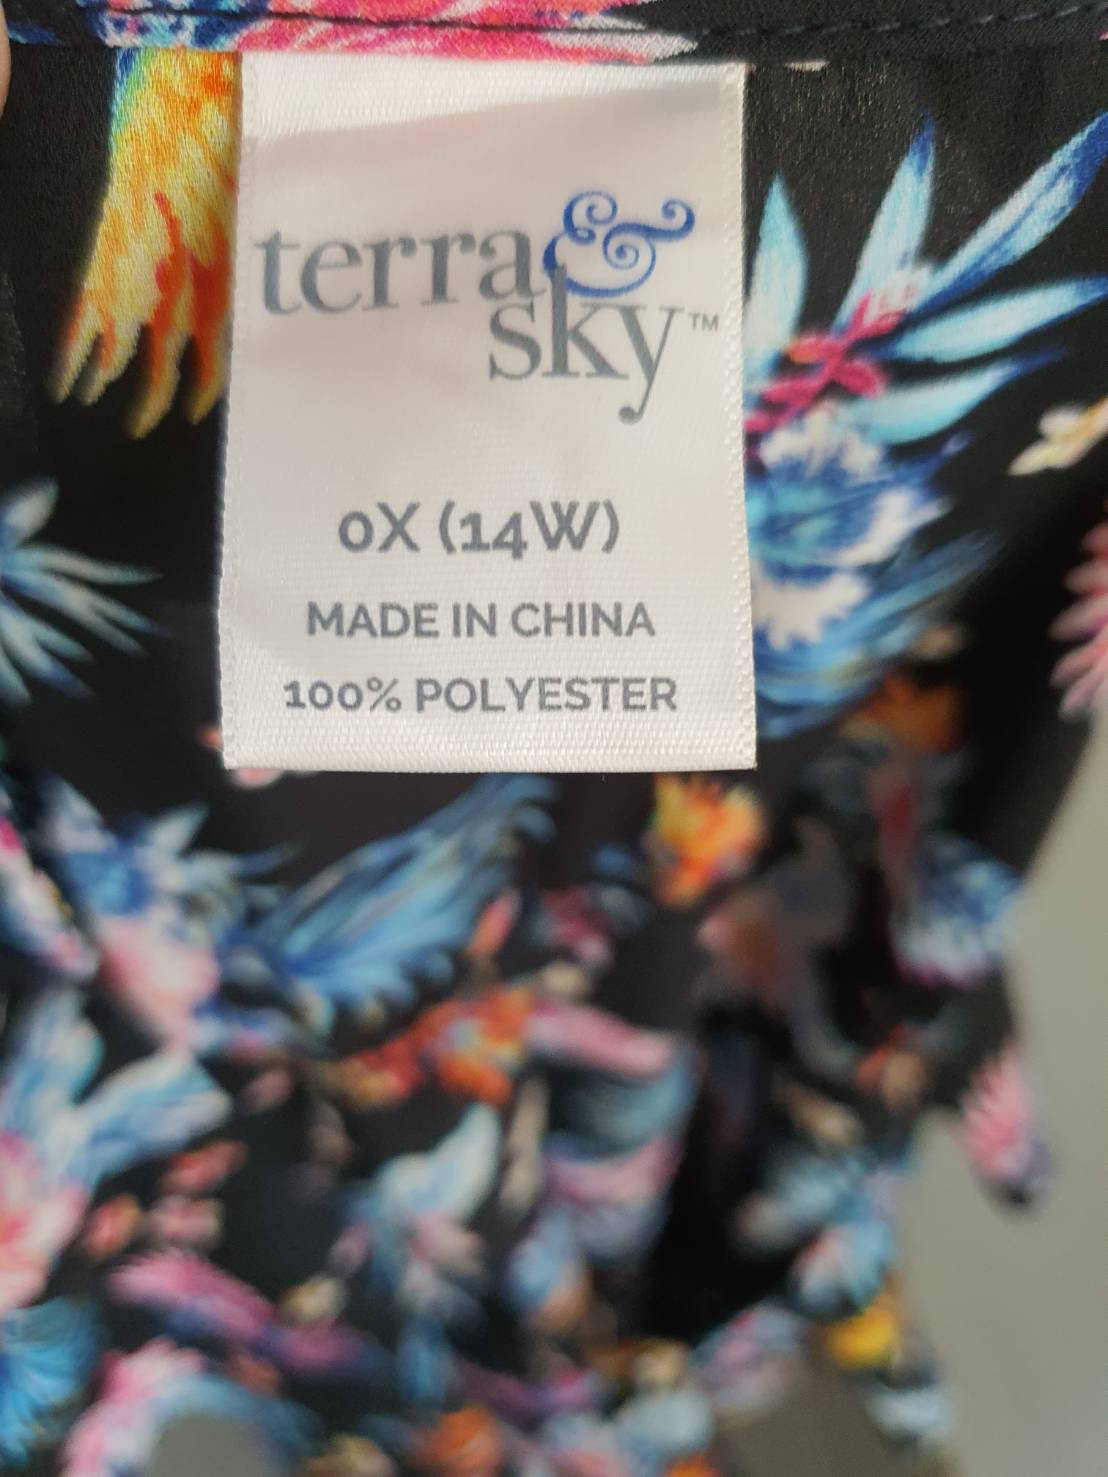 terra &
sky™
0X (14W)
MADE IN CHINA
100% POLYESTER